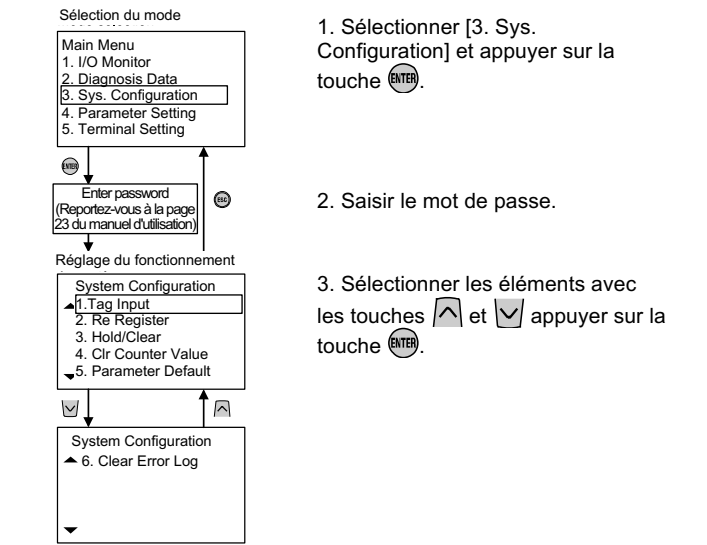 Sélection du mode
Main Menu
1. I/O Monitor
2. Diagnosis Data
3. Sys. Configuration
4. Parameter Setting
5. Terminal Setting
ENTER
Enter password
(Reportez-vous à la page
23 du manuel d'utilisation)
ESC
Réglage du fonctionnement
System Configuration
1.Tag Input
2. Re Register
3. Hold/Clear
4. Clr Counter Value
5. Parameter Default
System Configuration
6. Clear Error Log
1. Sélectionner [3. Sys.
Configuration] et appuyer sur la
touche ENTER.
2. Saisir le mot de passe.
3. Sélectionner les éléments avec
les touches et appuyer sur la
touche ENTER.